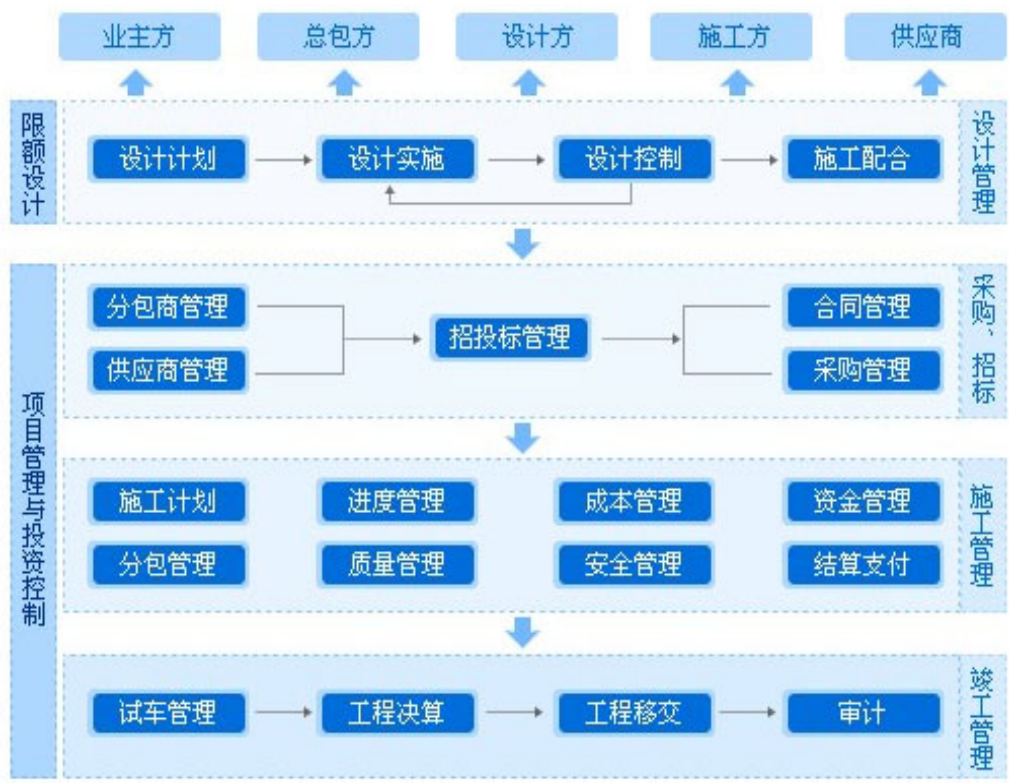 业主方
总包方
设计方
施工方
供应商
限额设计
设计计划
设计实施
设计控制
施工配合
设计管理
项目管理与投资控制
分包商管理
供应商管理
招投标管理
合同管理
采购管理
采购、招标
施工计划
进度管理
成本管理
资金管理
分包管理
质量管理
安全管理
结算支付
施工管理
试车管理
工程决算
工程移交
审计
竣工管理